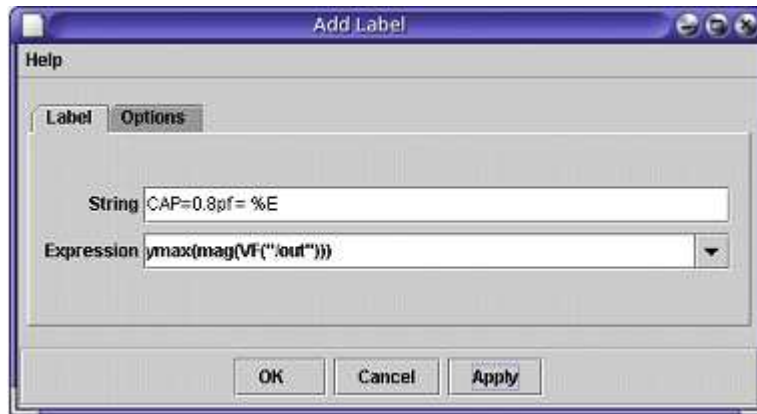 Add Label
Help
Label Options
String CAP=0.8pf= %E
Expression ymax(mag(VF("/out")))
OK Cancel Apply